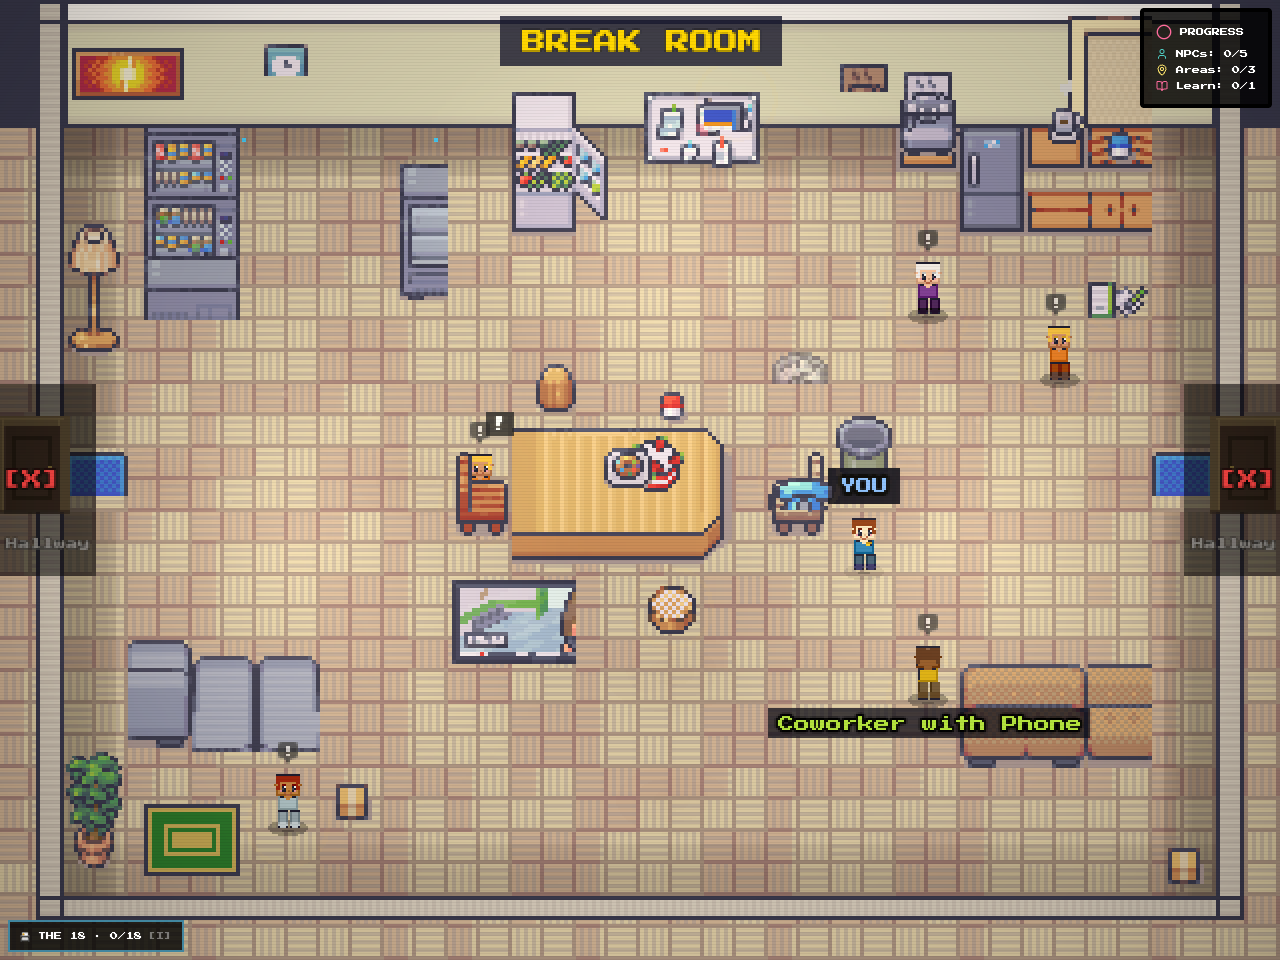 BREAK ROOM
PROGRESS
NPCs: 0/5
Areas: 0/3
Learn: 0/1
!
!
!
!
[X]
YOU
[X]
Hallway
Hallway
!
Coworker with Phone
!
THE 18 · 0/18 [I]